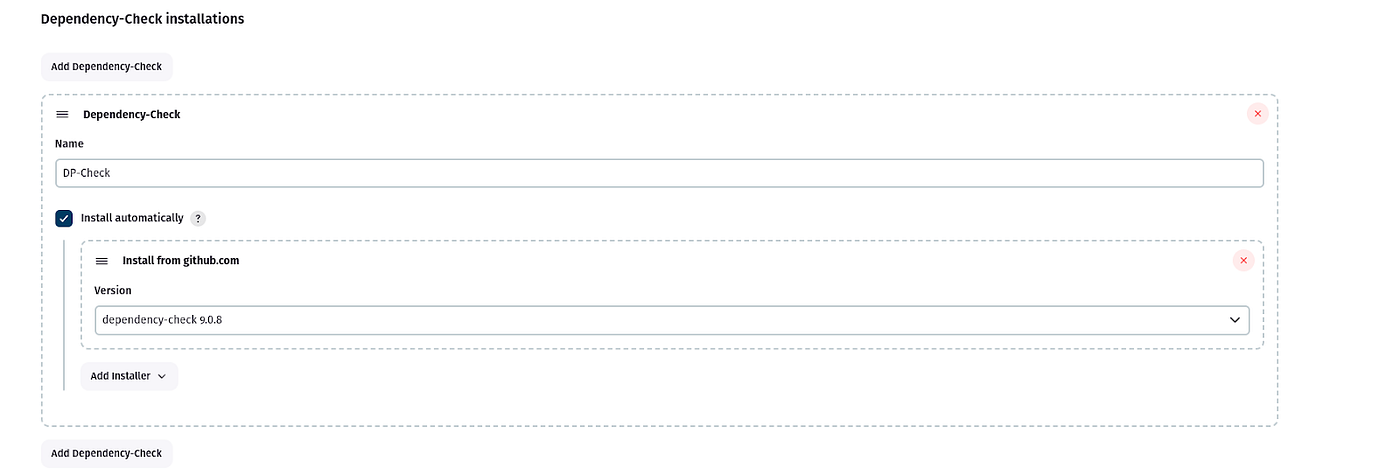 Dependency-Check installations
Add Dependency-Check
Dependency-Check
Name
DP-Check
Install automatically ?
Install from github.com
Version
dependency-check 9.0.8
Add Installer
Add Dependency-Check